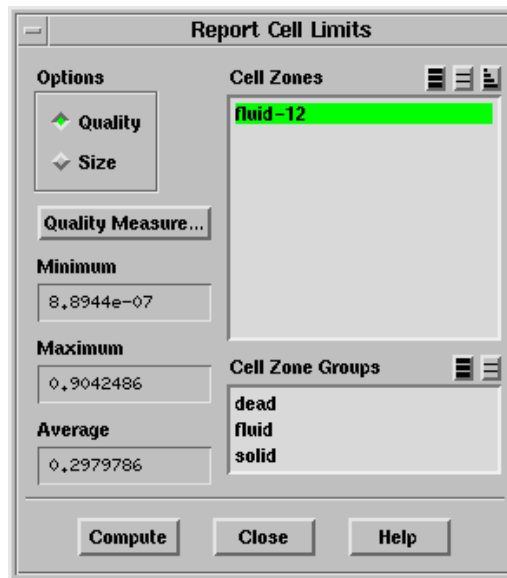 Report Cell Limits
Options
Quality
Size
Quality Measure...
Minimum
8.8944e-07
Maximum
0.9042486
Average
0.2979786
Cell Zones
fluid-12
Cell Zone Groups
dead
fluid
solid
Compute
Close
Help